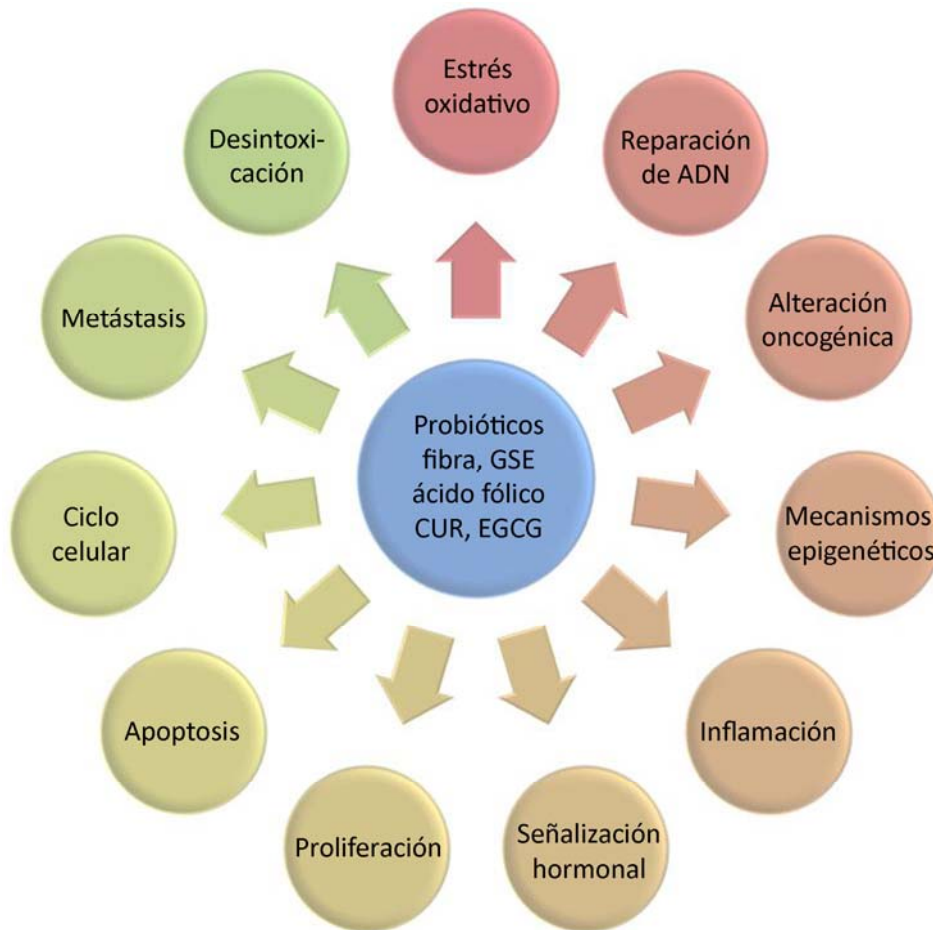 Estrés
oxidativo
Reparación
de ADN
Alteración
oncogénica
Mecanismos
epigenéticos
Inflamación
Señalización
hormonal
Proliferación
Apoptosis
Ciclo
celular
Metástasis
Desintoxi-
cación
Probióticos
fibra, GSE
ácido fólico
CUR, EGCG